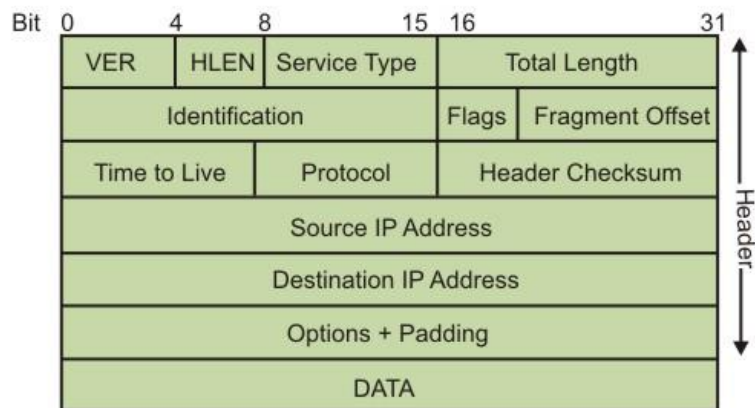 Bit 0 4 8 15 16 31
VER HLEN Service Type Total Length
Identification Flags Fragment Offset
Time to Live Protocol Header Checksum
Source IP Address
Destination IP Address
Options + Padding
DATA
Header